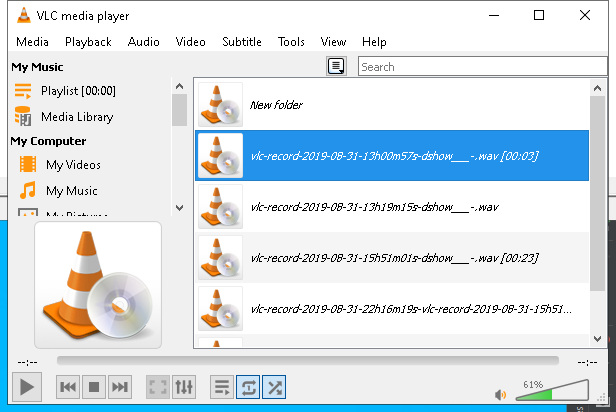 VLC media player
Media Playback Audio Video Subtitle Tools View Help
My Music
Search
Playlist [00:00]
Media Library
My Computer
My Videos
My Music
My Pictures
New folder
vlc-record-2019-08-31-13h00m57s-dshow___-.wav [00:03]
vlc-record-2019-08-31-13h19m15s-dshow___-.wav
vlc-record-2019-08-31-15h51m01s-dshow___-.wav [00:23]
vlc-record-2019-08-31-22h16m19s-vlc-record-2019-08-31-15h51...
--:--
--:--
61%